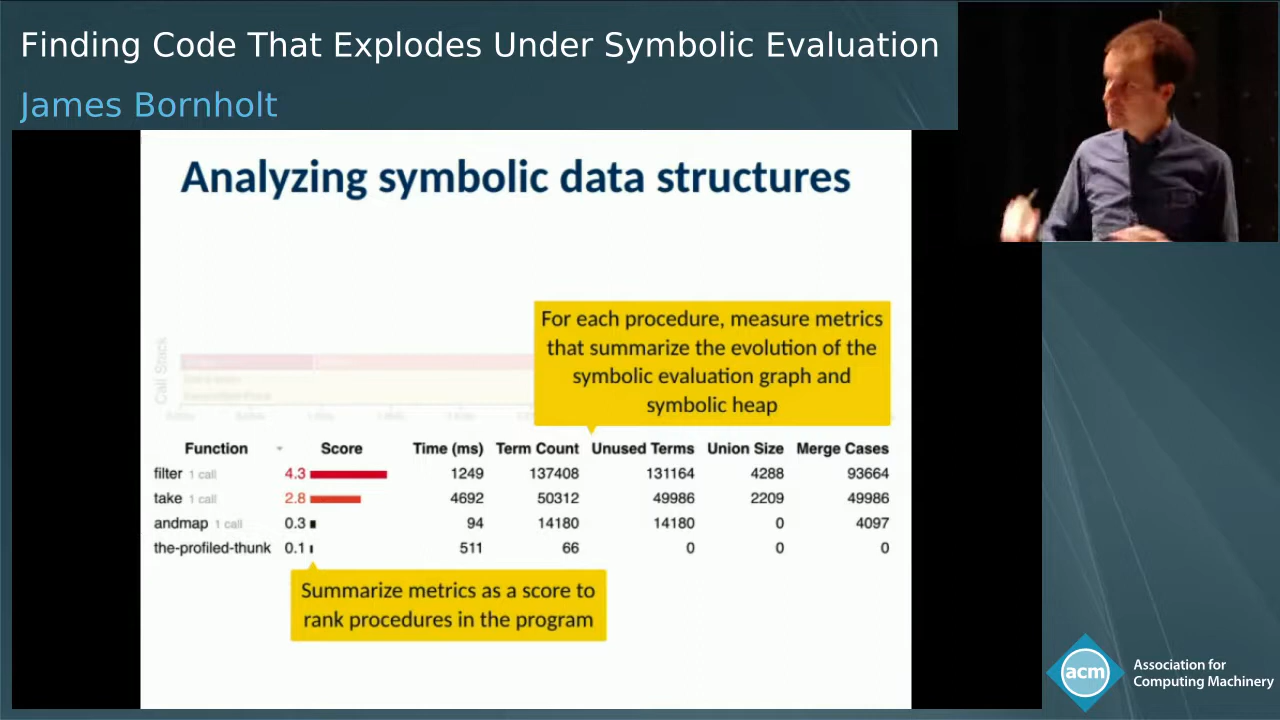 Finding Code That Explodes Under Symbolic Evaluation
James Bornholt
Analyzing symbolic data structures
For each procedure, measure metrics
that summarize the evolution of the
symbolic evaluation graph and
symbolic heap
Call Stack
Function Score Time (ms) Term Count Unused Terms Union Size Merge Cases
filter 1 call 4.3 1249 137408 131164 4288 93664
take 1 call 2.8 4692 50312 49986 2209 49986
andmap 1 call 0.3 94 14180 14180 0 4097
the-profiled-thunk 0.1 511 66 0 0 0
Summarize metrics as a score to
rank procedures in the program
acm
Association for
Computing Machinery